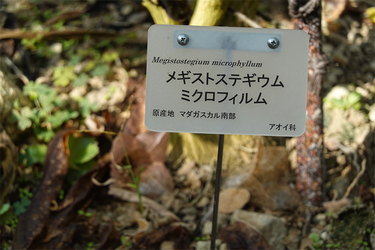 Megistostegium microphyllum
メギストステギウム
ミクロフィルム
原産地 マダガスカル南部
アオイ科